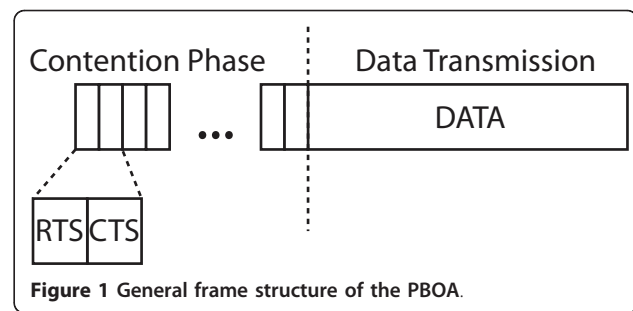 Contention Phase Data Transmission
... DATA
RTS CTS
Figure 1 General frame structure of the PBOA.